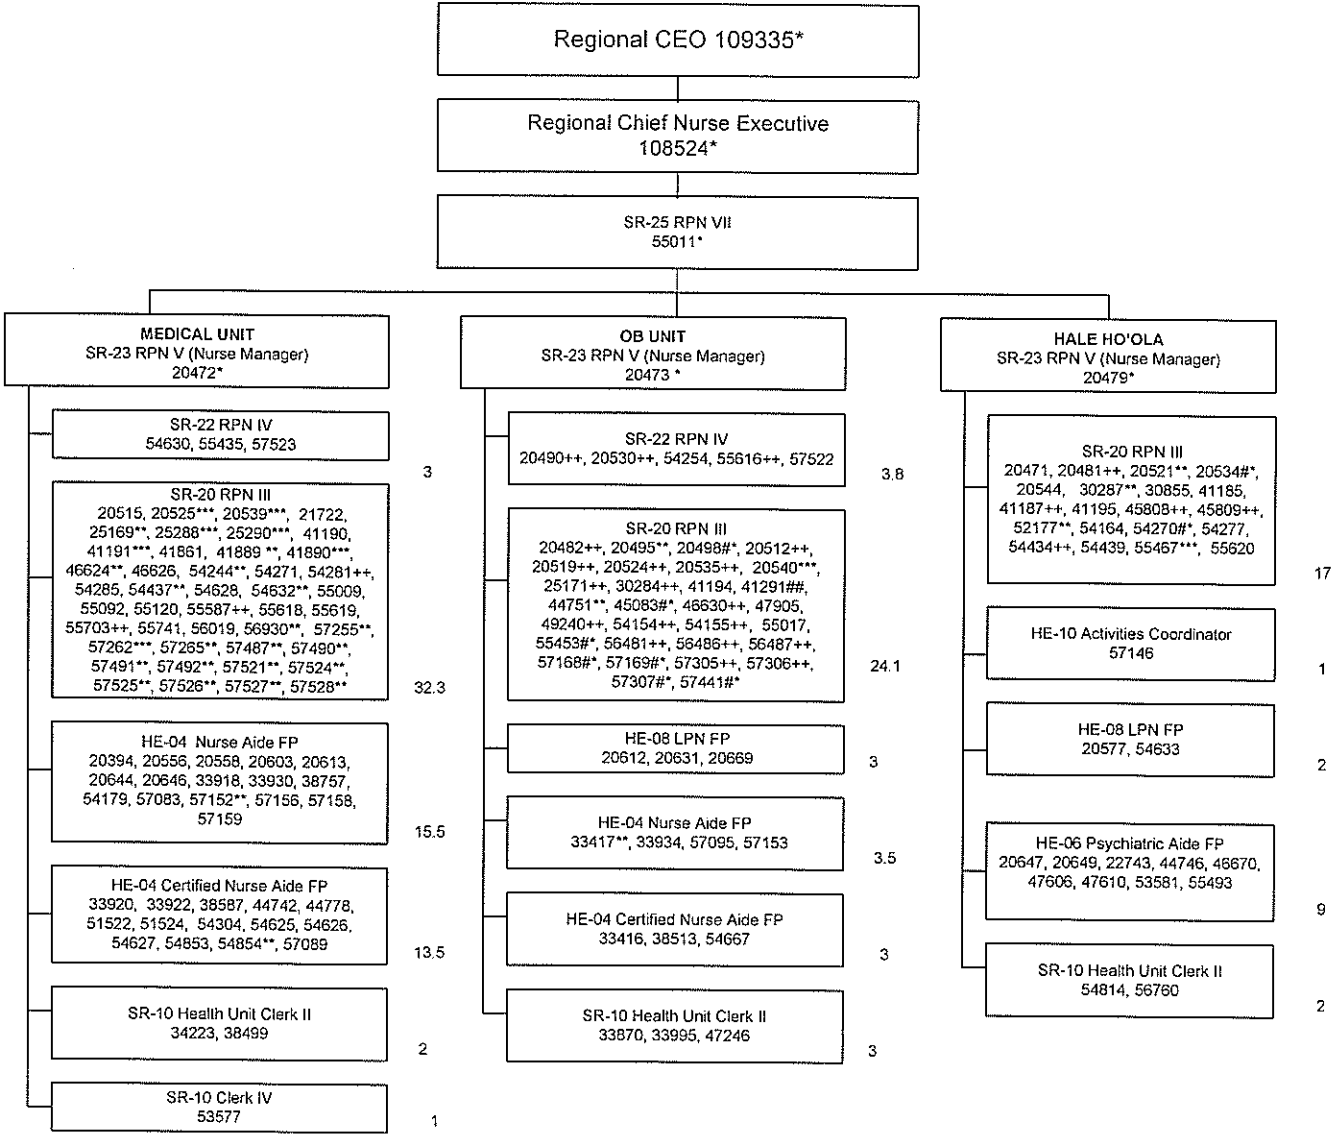 Regional CEO 109335*
Regional Chief Nurse Executive
108524*
SR-25 RPN VII
55011*
MEDICAL UNIT
SR-23 RPN V (Nurse Manager)
20472*
SR-22 RPN IV
54630, 55435, 57523
3
SR-20 RPN III
20515, 20525***, 20539***, 21722,
25169**, 25288***, 25290***, 41190,
41191***, 41861, 41889 **, 41890***,
46624**, 46626, 54244**, 54271, 54281++,
54285, 54437**, 54628, 54632**, 55009,
55092, 55120, 55587++, 55618, 55619,
55703++, 55741, 56019, 56930**, 57255**,
57262***, 57265**, 57487**, 57490**,
57491**, 57492**, 57521**, 57524**,
57525**, 57526**, 57527**, 57528**
32.3
HE-04 Nurse Aide FP
20394, 20556, 20558, 20603, 20613,
20644, 20646, 33918, 33930, 38757,
54179, 57083, 57152**, 57156, 57158,
57159
15.5
HE-04 Certified Nurse Aide FP
33920, 33922, 38587, 44742, 44778,
51522, 51524, 54304, 54625, 54626,
54627, 54853, 54854**, 57089
13.5
SR-10 Health Unit Clerk II
34223, 38499
2
SR-10 Clerk IV
53577
1
OB UNIT
SR-23 RPN V (Nurse Manager)
20473 *
SR-22 RPN IV
20490++, 20530++, 54254, 55616++, 57522
3.8
SR-20 RPN III
20482++, 20495**, 20498#*, 20512++,
20519++, 20524++, 20535++, 20540***,
25171++, 30284++, 41194, 41291##,
44751**, 45083#*, 46630++, 47905,
49240++, 54154++, 54155++, 55017,
55453#*, 56481++, 56486++, 56487++,
57168#*, 57169#*, 57305++, 57306++,
57307#*, 57441#*
24.1
HE-08 LPN FP
20612, 20631, 20669
3
HE-04 Nurse Aide FP
33417**, 33934, 57095, 57153
3.5
HE-04 Certified Nurse Aide FP
33416, 38513, 54667
3
SR-10 Health Unit Clerk II
33870, 33995, 47246
3
HALE HO'OLA
SR-23 RPN V (Nurse Manager)
20479*
SR-20 RPN III
20471, 20481++, 20521**, 20534#*,
20544, 30287**, 30855, 41185,
41187++, 41195, 45808++, 45809++,
52177**, 54164, 54270#*, 54277,
54434++, 54439, 55467***, 55620
17
HE-10 Activities Coordinator
57146
1
HE-08 LPN FP
20577, 54633
2
HE-06 Psychiatric Aide FP
20647, 20649, 22743, 44746, 46670,
47606, 47610, 53581, 55493
9
SR-10 Health Unit Clerk II
54814, 56760
2